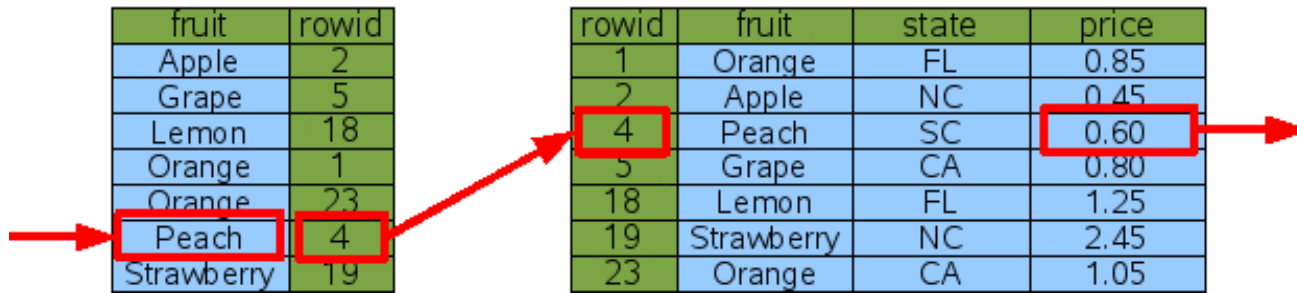 fruit rowid
Apple 2
Grape 5
Lemon 18
Orange 1
Orange 23
Peach 4
Strawberry 19
rowid fruit state price
1 Orange FL 0.85
2 Apple NC 0.45
4 Peach SC 0.60
5 Grape CA 0.80
18 Lemon FL 1.25
19 Strawberry NC 2.45
23 Orange CA 1.05